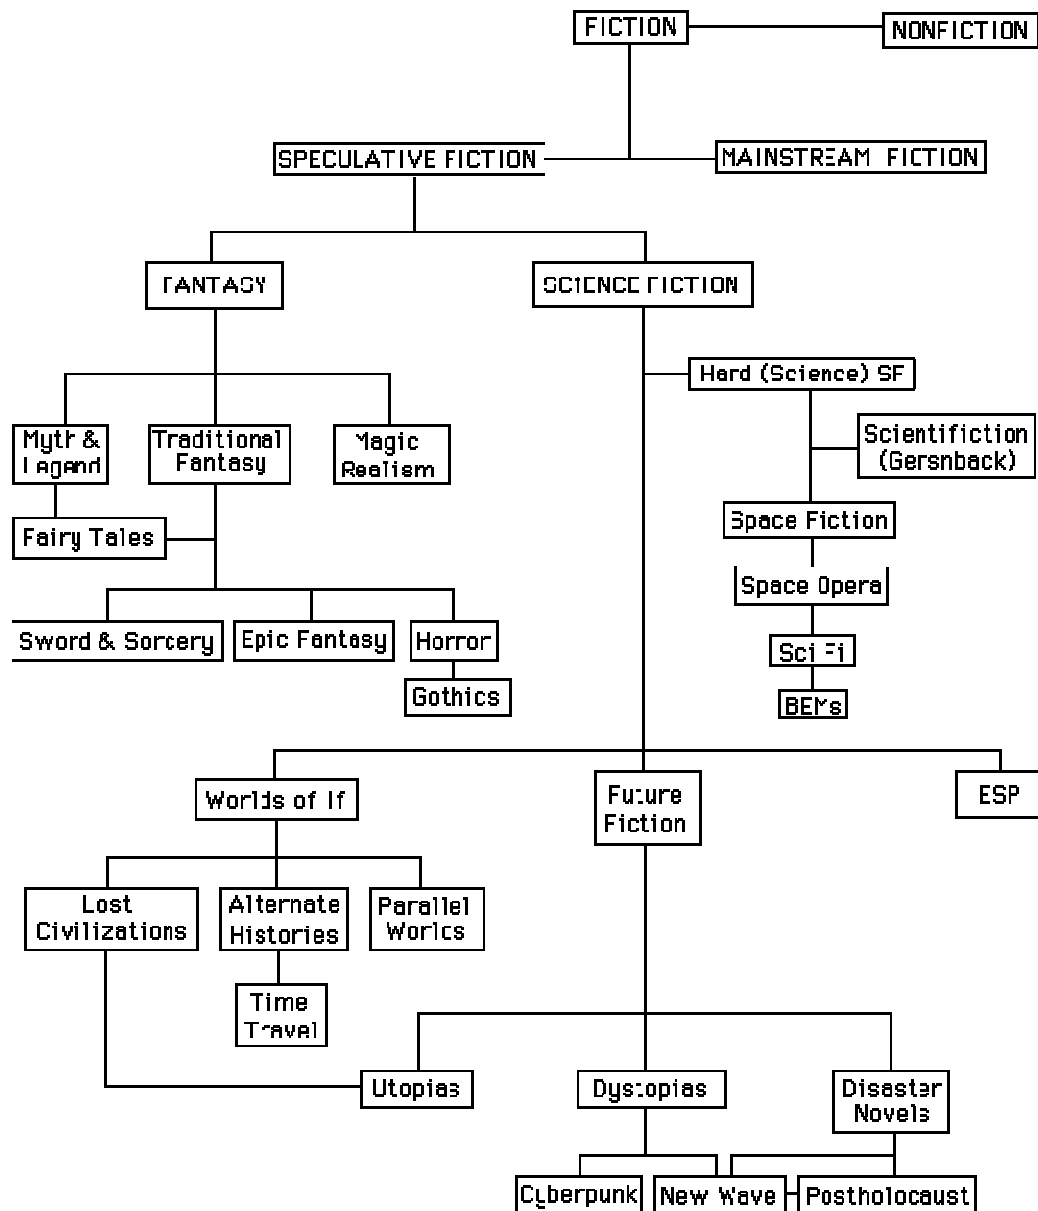 FICTION
NONFICTION
SPECULATIVE FICTION
MAINSTREAM FICTION
FANTASY
SCIENCE FICTION
Hard (Science) SF
Myth &
Legend
Traditional
Fantasy
Magic
Realism
Scientifiction
(Gersnback)
Space Fiction
Fairy Tales
Space Opera
Sword & Sorcery
Epic Fantasy
Horror
Sci Fi
Gothics
BEMs
Worlds of If
Future
Fiction
ESP
Lost
Civilizations
Alternate
Histories
Parallel
Worlds
Time
Travel
Utopias
Dystopias
Disaster
Novels
Cyberpunk
New Wave
Postholocaust